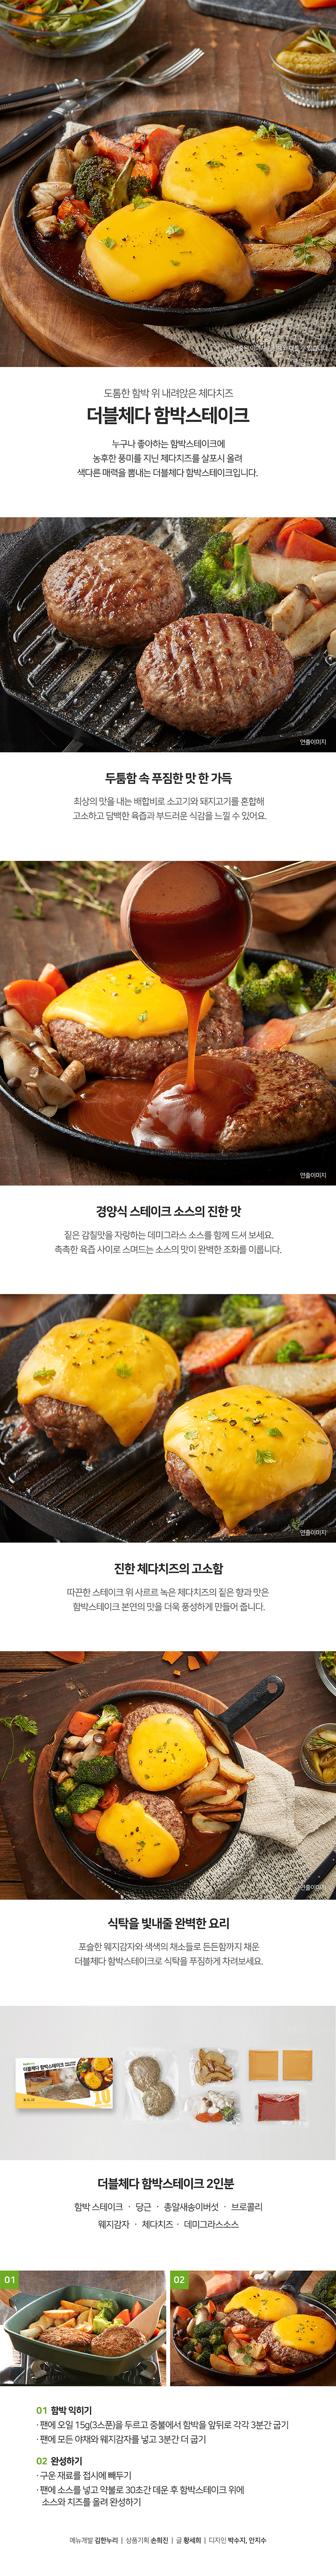 도톰한 함박 위 내려앉은 체다치즈
더블체다 함박스테이크
누구나 좋아하는 함박스테이크에
농후한 풍미를 지닌 체다치즈를 살포시 올려
색다른 매력을 뽐내는 더블체다 함박스테이크입니다.
연출이미지
두툼함 속 푸짐한 맛 한 가득
최상의 맛을 내는 배합비로 소고기와 돼지고기를 혼합해
고소하고 담백한 육즙과 부드러운 식감을 느낄 수 있어요.
연출이미지
경양식 스테이크 소스의 진한 맛
짙은 감칠맛을 자랑하는 데미그라스 소스를 함께 드셔 보세요.
촉촉한 육즙 사이로 스며드는 소스의 맛이 완벽한 조화를 이룹니다.
연출이미지
진한 체다치즈의 고소함
따끈한 스테이크 위 사르르 녹은 체다치즈의 짙은 향과 맛은
함박스테이크 본연의 맛을 더욱 풍성하게 만들어 줍니다.
연출이미지
식탁을 빛내줄 완벽한 요리
포슬한 웨지감자와 색색의 채소들로 든든함까지 채운
더블체다 함박스테이크로 식탁을 푸짐하게 차려보세요.
더블체다 함박스테이크
10
더블체다 함박스테이크 2인분
함박 스테이크 · 당근 · 총알새송이버섯 · 브로콜리
웨지감자 · 체다치즈 · 데미그라스소스
01
02
01 함박 익히기
· 팬에 오일 15g(3스푼)을 두르고 중불에서 함박을 앞뒤로 각각 3분간 굽기
· 팬에 모든 야채와 웨지감자를 넣고 3분간 더 굽기
02 완성하기
· 구운 재료를 접시에 빼두기
· 팬에 소스를 넣고 약불로 30초간 데운 후 함박스테이크 위에
소스와 치즈를 올려 완성하기
메뉴개발 김한누리 | 상품기획 손희진 | 글 황세희 | 디자인 박수지, 안지수